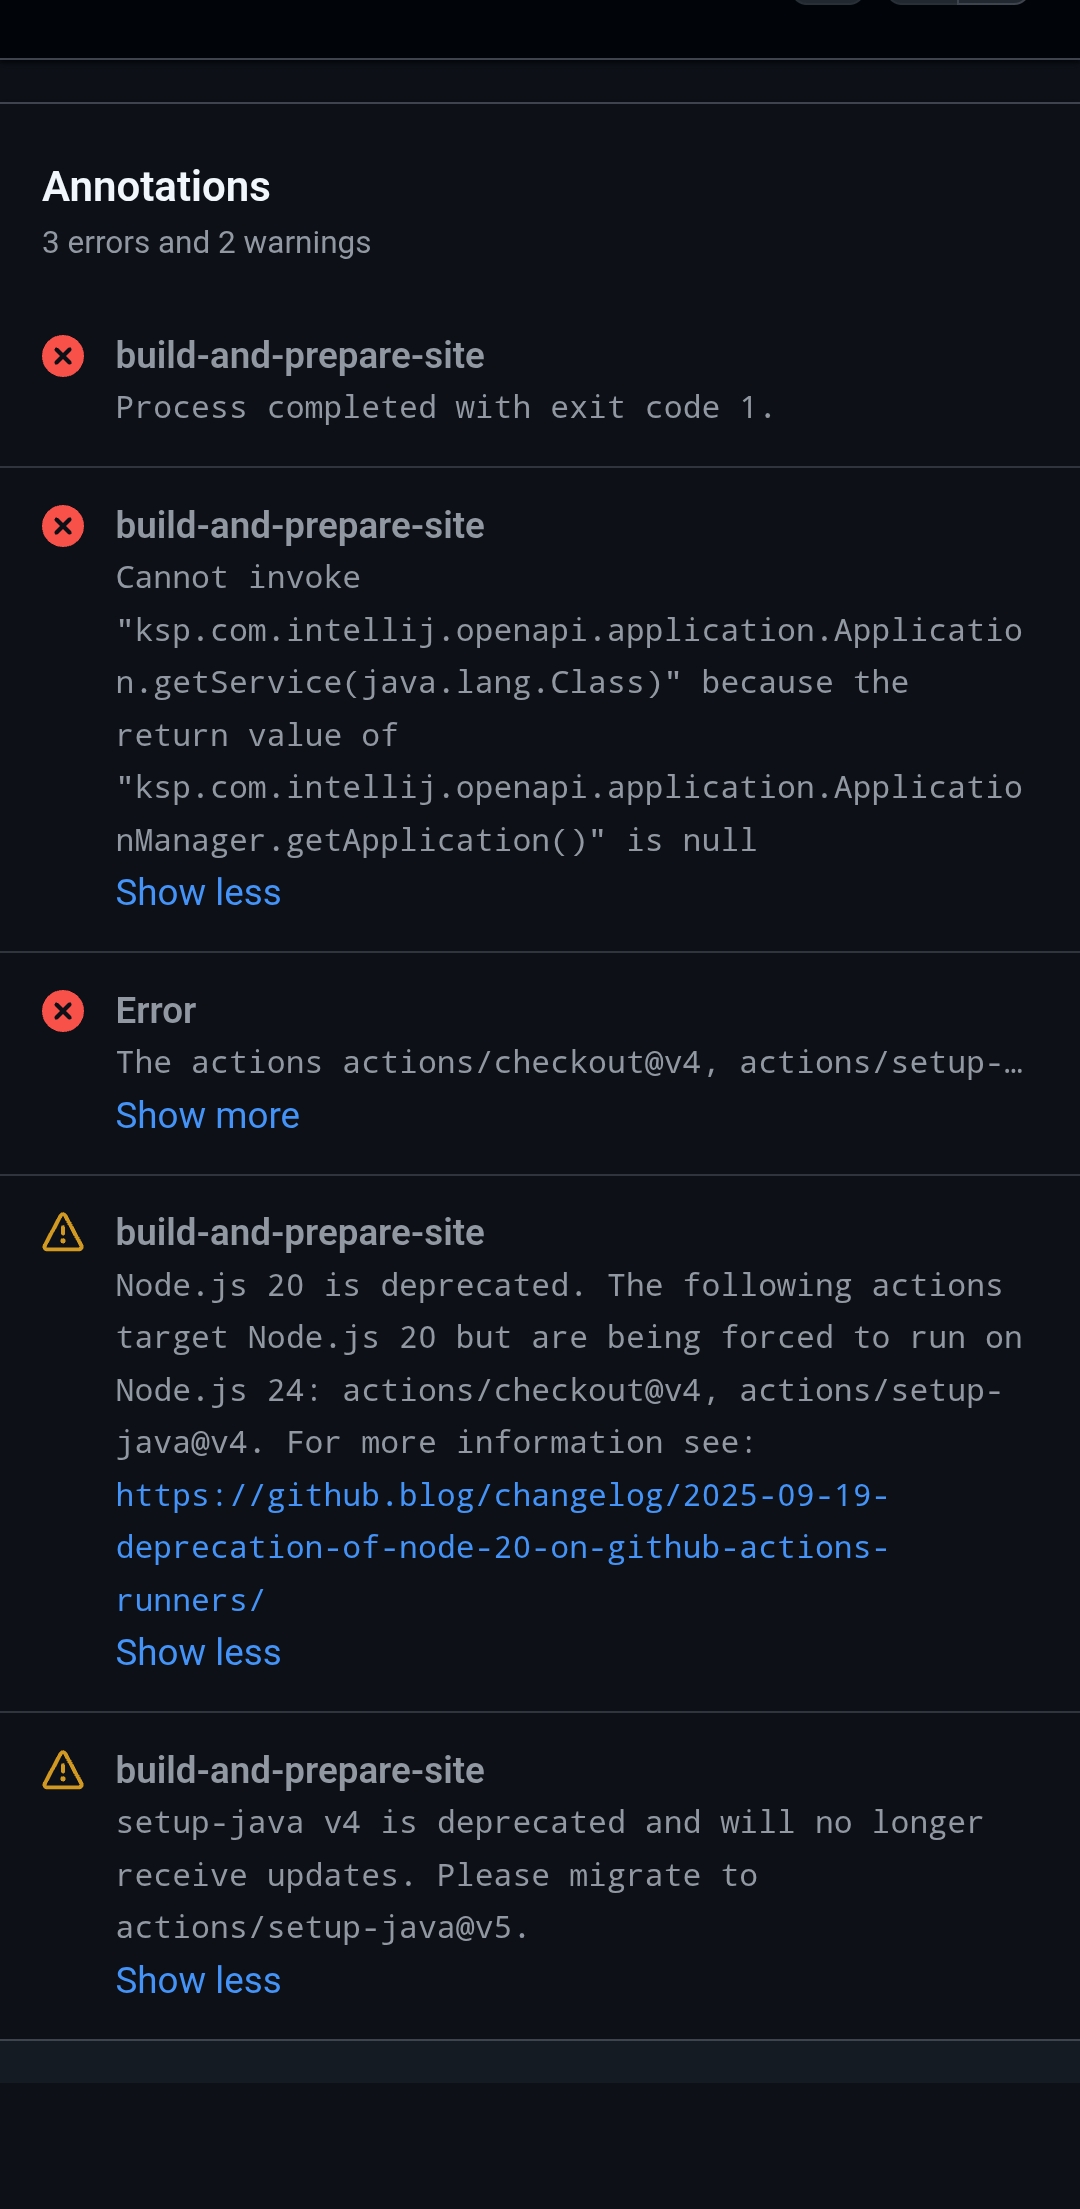 Annotations
3 errors and 2 warnings
build-and-prepare-site
Process completed with exit code 1.
build-and-prepare-site
Cannot invoke
"ksp.com.intellij.openapi.application.Applicatio
n.getService(java.lang.Class)" because the
return value of
"ksp.com.intellij.openapi.application.Applicatio
nManager.getApplication()" is null
Show less
Error
The actions actions/checkout@v4, actions/setup-…
Show more
build-and-prepare-site
Node.js 20 is deprecated. The following actions
target Node.js 20 but are being forced to run on
Node.js 24: actions/checkout@v4, actions/setup-
java@v4. For more information see:
https://github.blog/changelog/2025-09-19-
deprecation-of-node-20-on-github-actions-
runners/
Show less
build-and-prepare-site
setup-java v4 is deprecated and will no longer
receive updates. Please migrate to
actions/setup-java@v5.
Show less